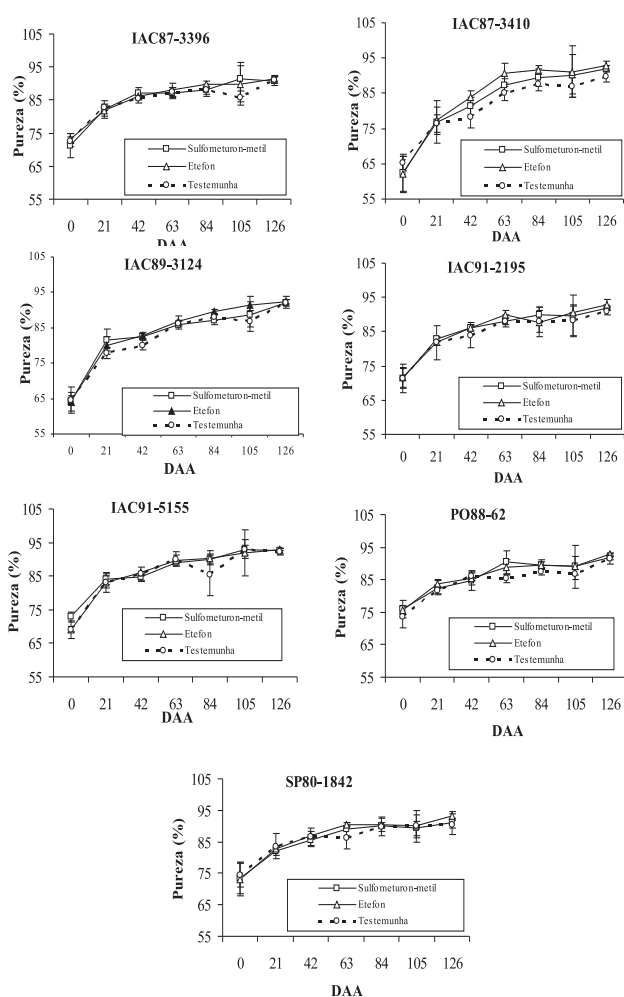 IAC87-3396
Pureza (%)
105
95
85
75
65
55
Sulfometuron-metil
Etefon
Testemunha
0 21 42 63 84 105 126
DAA
IAC87-3410
Pureza (%)
105
95
85
75
65
55
Sulfometuron-metil
Etefon
Testemunha
0 21 42 63 84 105 126
DAA
IAC89-3124
Pureza (%)
105
95
85
75
65
55
Sulfometuron-metil
Etefon
Testemunha
0 21 42 63 84 105 126
DAA
IAC91-2195
Pureza (%)
105
95
85
75
65
55
Sulfometuron-metil
Etefon
Testemunha
0 21 42 63 84 105 126
DAA
IAC91-5155
Pureza (%)
105
95
85
75
65
55
Sulfometuron-metil
Etefon
Testemunha
0 21 42 63 84 105 126
DAA
PO88-62
Pureza (%)
105
95
85
75
65
55
Sulfometuron-metil
Etefon
Testemunha
0 21 42 63 84 105 126
DAA
SP80-1842
Pureza (%)
105
95
85
75
65
55
Sulfometuron-metil
Etefon
Testemunha
0 21 42 63 84 105 126
DAA